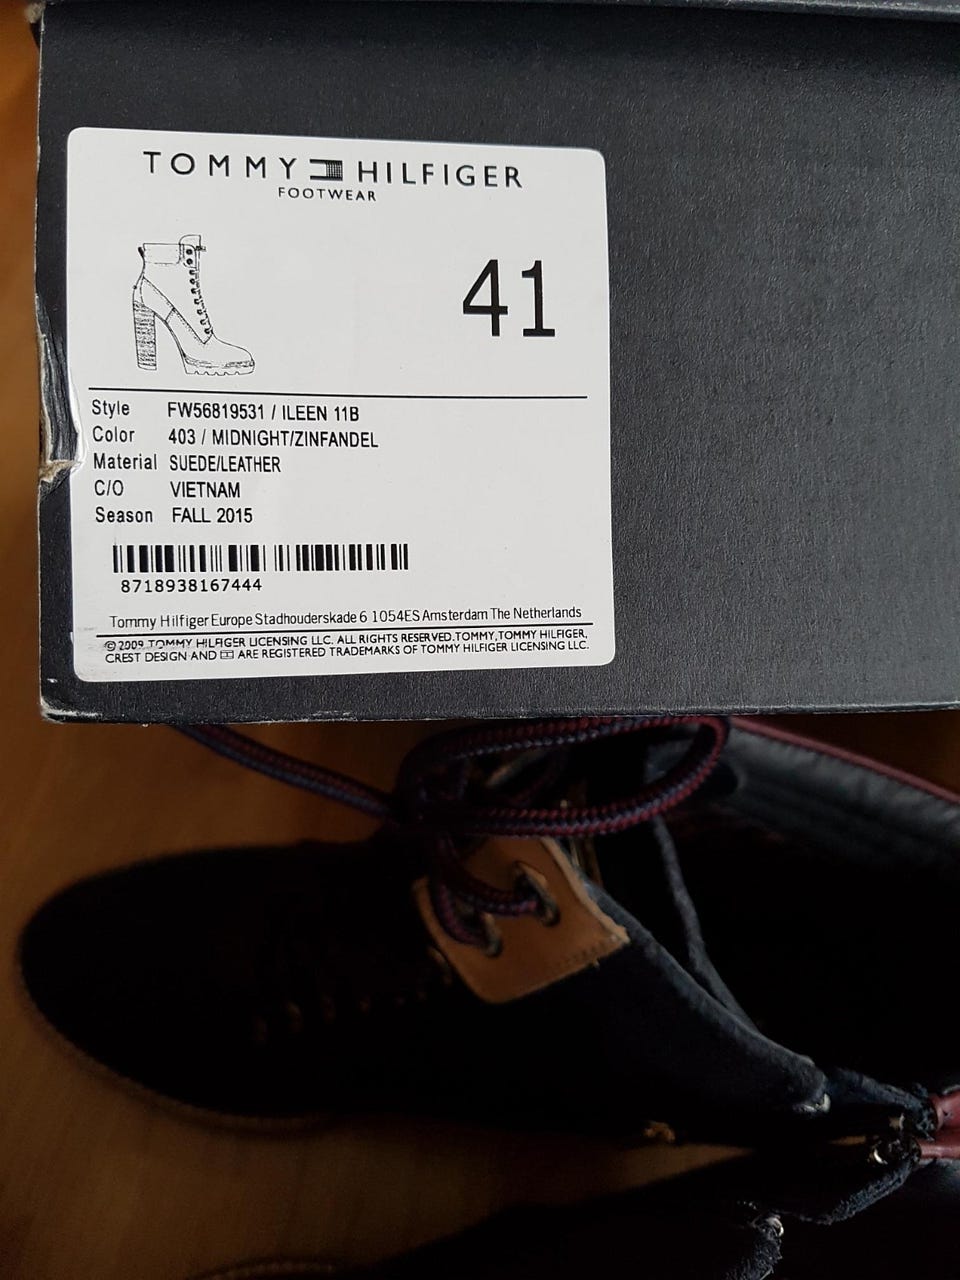 TOMMY HILFIGER
FOOTWEAR
41
Style FW56819531 / ILEEN 11B
Color 403 / MIDNIGHT/ZINFANDEL
Material SUEDE/LEATHER
C/O VIETNAM
Season FALL 2015
8718938167444
Tommy Hilfiger Europe Stadhouderskade 6 1054ES Amsterdam The Netherlands
© 2009 TOMMY HILFIGER LICENSING LLC. ALL RIGHTS RESERVED. TOMMY, TOMMY HILFIGER,
CREST DESIGN AND ARE REGISTERED TRADEMARKS OF TOMMY HILFIGER LICENSING LLC.